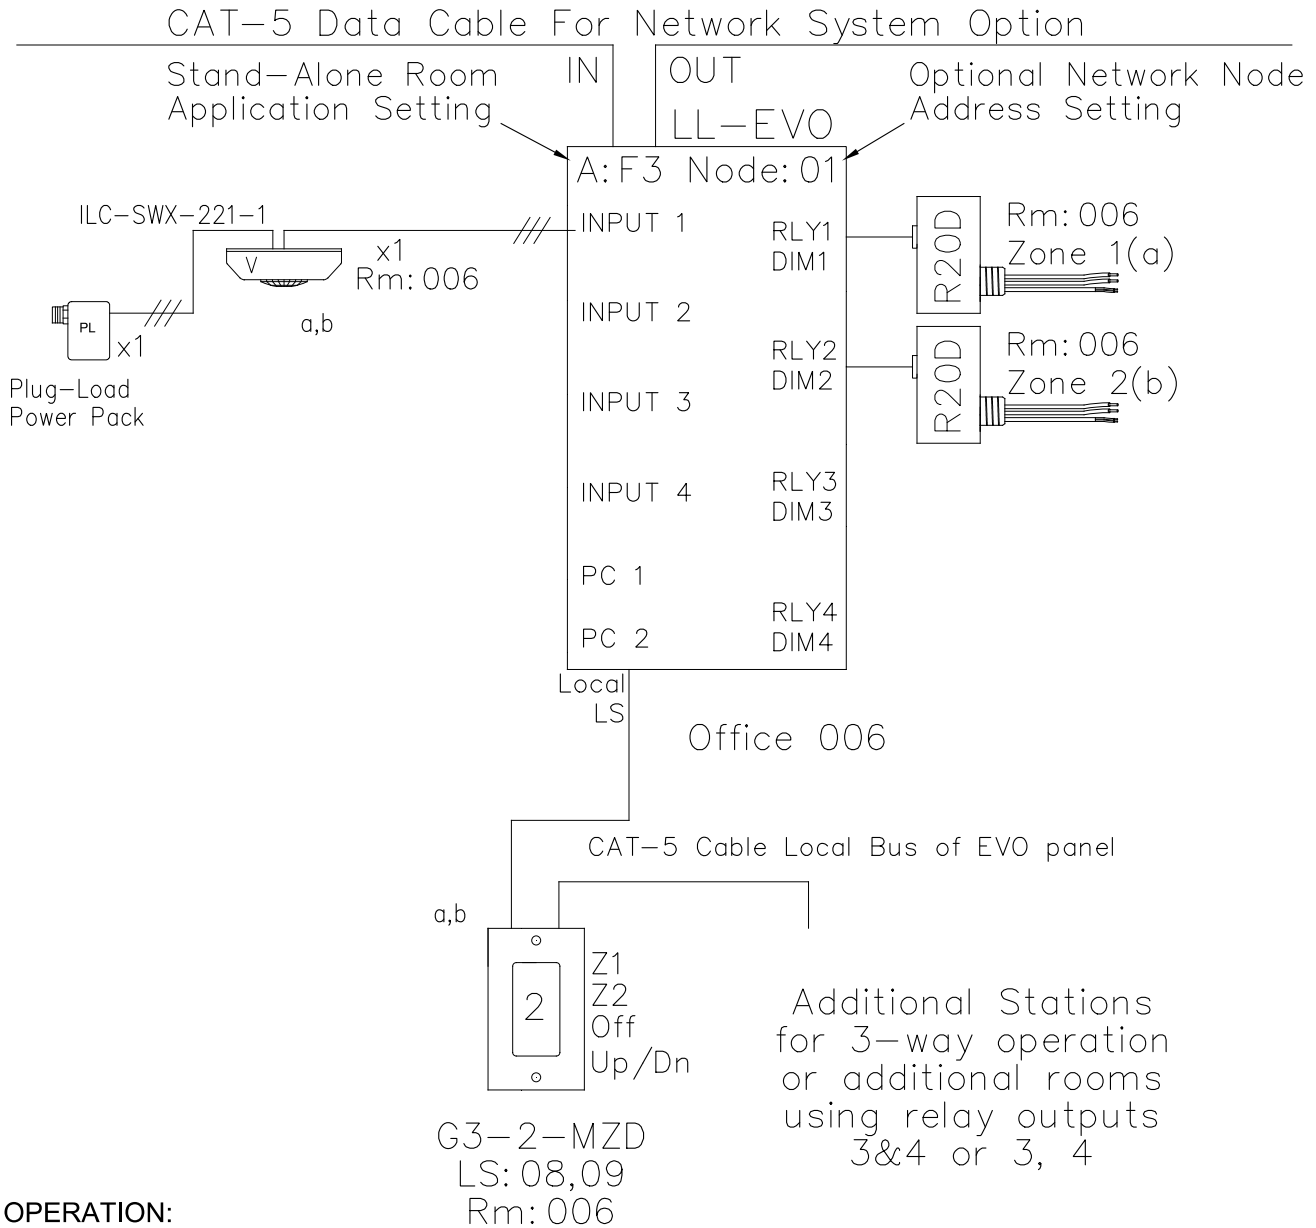 CAT-5 Data Cable For Network System Option
Stand-Alone Room
Application Setting
IN
OUT
Optional Network Node
Address Setting
LL-EVO
A:F3 Node:01
ILC-SWX-221-1
V
x1
Rm:006
a,b
PL
x1
Plug-Load
Power Pack
INPUT 1
INPUT 2
INPUT 3
INPUT 4
PC 1
PC 2
RLY1
DIM1
RLY2
DIM2
RLY3
DIM3
RLY4
DIM4
R20D
Rm:006
Zone 1(a)
R20D
Rm:006
Zone 2(b)
Local
LS
Office 006
CAT-5 Cable Local Bus of EVO panel
a,b
2
Z1
Z2
Off
Up/Dn
Additional Stations
for 3-way operation
or additional rooms
using relay outputs
3&4 or 3, 4
G3-2-MZD
LS:08,09
Rm:006
OPERATION: